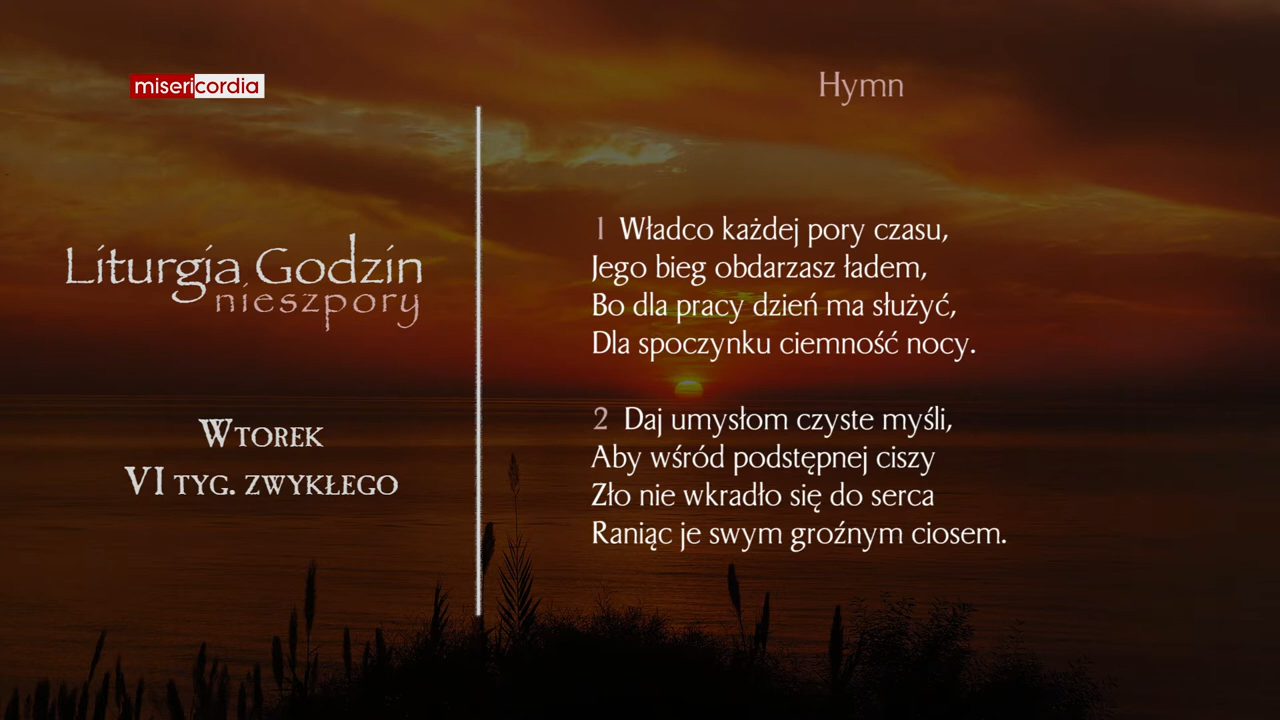 misericordia
Hymn
Liturgia Godzin
nieszpory
Wtorek
VI tyg. zwykłego
1 Władco każdej pory czasu,
Jego bieg obdarzasz ładem,
Bo dla pracy dzień ma służyć,
Dla spoczynku ciemność nocy.
2 Daj umysłom czyste myśli,
Aby wśród podstępnej ciszy
Zło nie wkradło się do serca
Raniąc je swym groźnym ciosem.